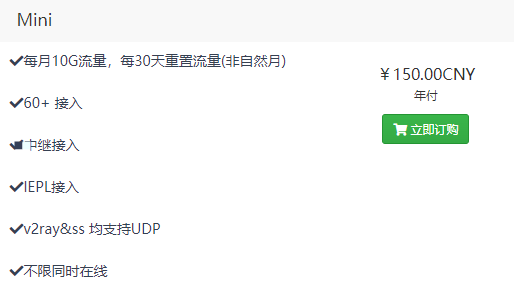 Mini
每月10G流量，每30天重置流量(非自然月)
60+ 接入
中继接入
IEPL接入
v2ray&ss 均支持UDP
不限同时在线
¥150.00CNY
年付
立即订购